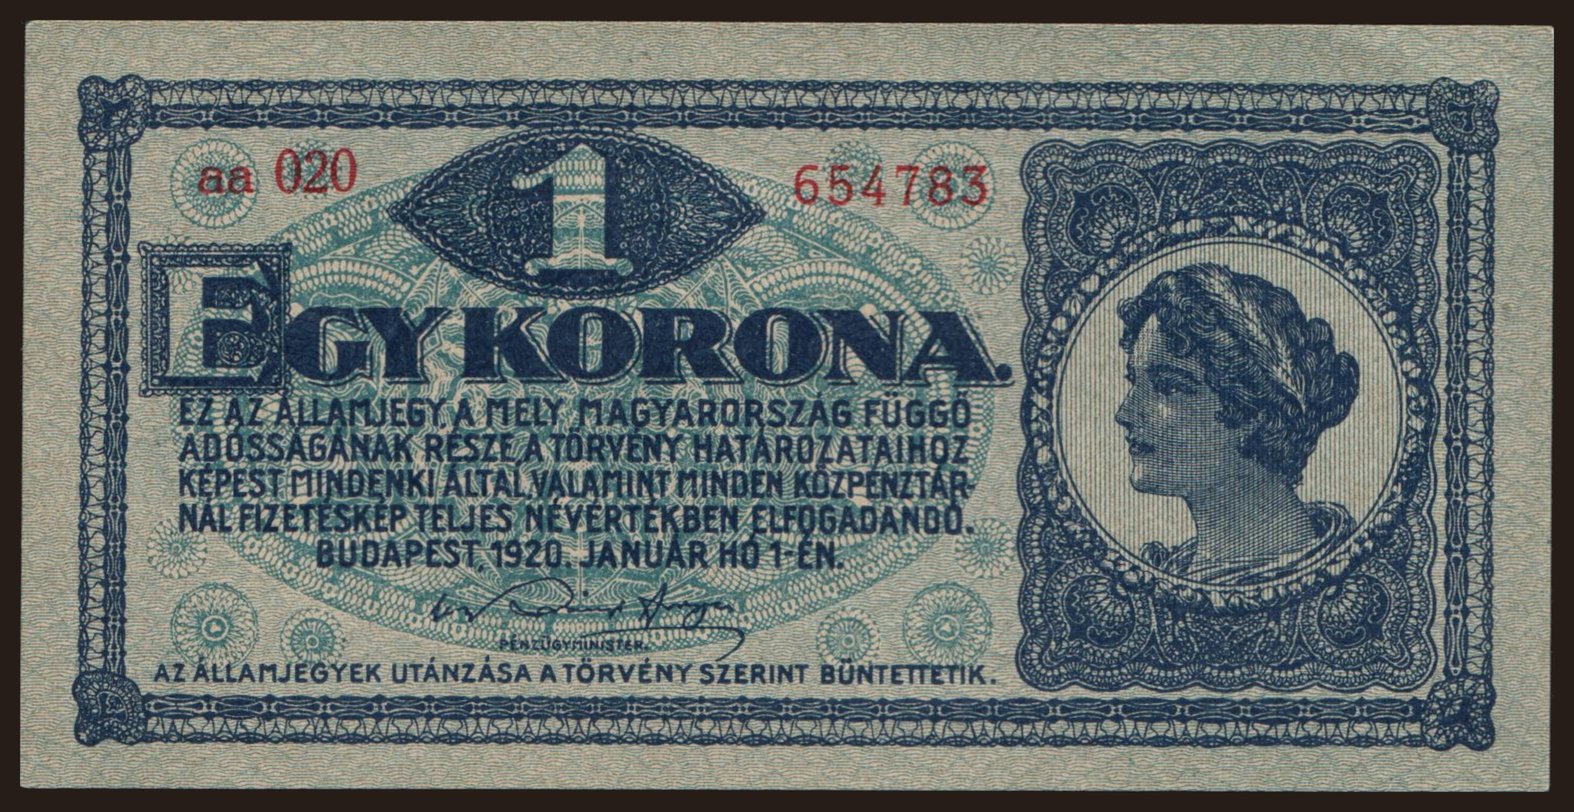 aa 020
1
654783
EGY KORONA.
EZ AZ ÁLLAMJEGY, A MELY MAGYARORSZÁG FÜGGŐ
ADÓSSÁGÁNAK RÉSZE, A TÖRVÉNY HATÁROZATAIHOZ
KÉPEST MINDENKI ÁLTAL, VALAMINT MINDEN KÖZPÉNZTÁR
NÁL FIZETÉSKÉP TELJES NÉVÉRTÉKBEN ELFOGADANDÓ.
BUDAPEST, 1920. JANUÁR HÓ 1-ÉN.
PÉNZÜGYMINISTER.
AZ ÁLLAMJEGYEK UTÁNZÁSA A TÖRVÉNY SZERINT BÜNTETTETIK.